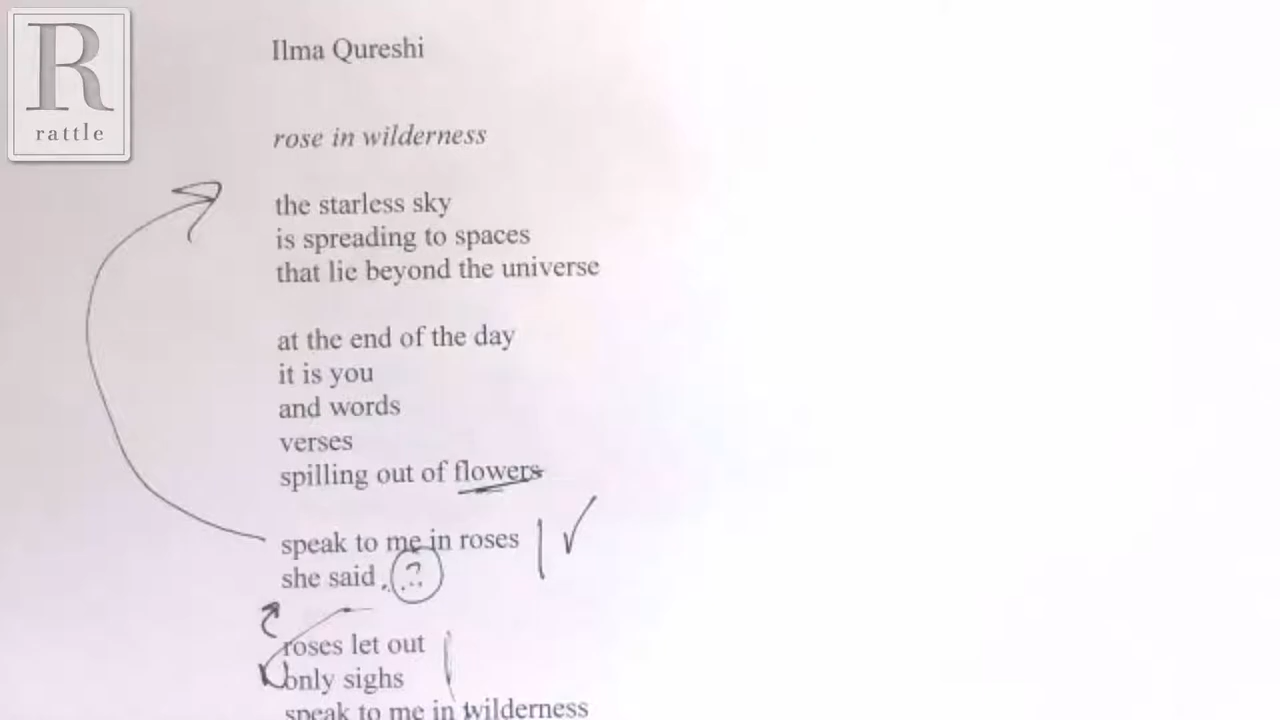 R
rattle
Ilma Qureshi
rose in wilderness
the starless sky
is spreading to spaces
that lie beyond the universe
at the end of the day
it is you
and words
verses
spilling out of flowers
speak to me in roses
she said . ?
roses let out
only sighs
speak to me in wilderness